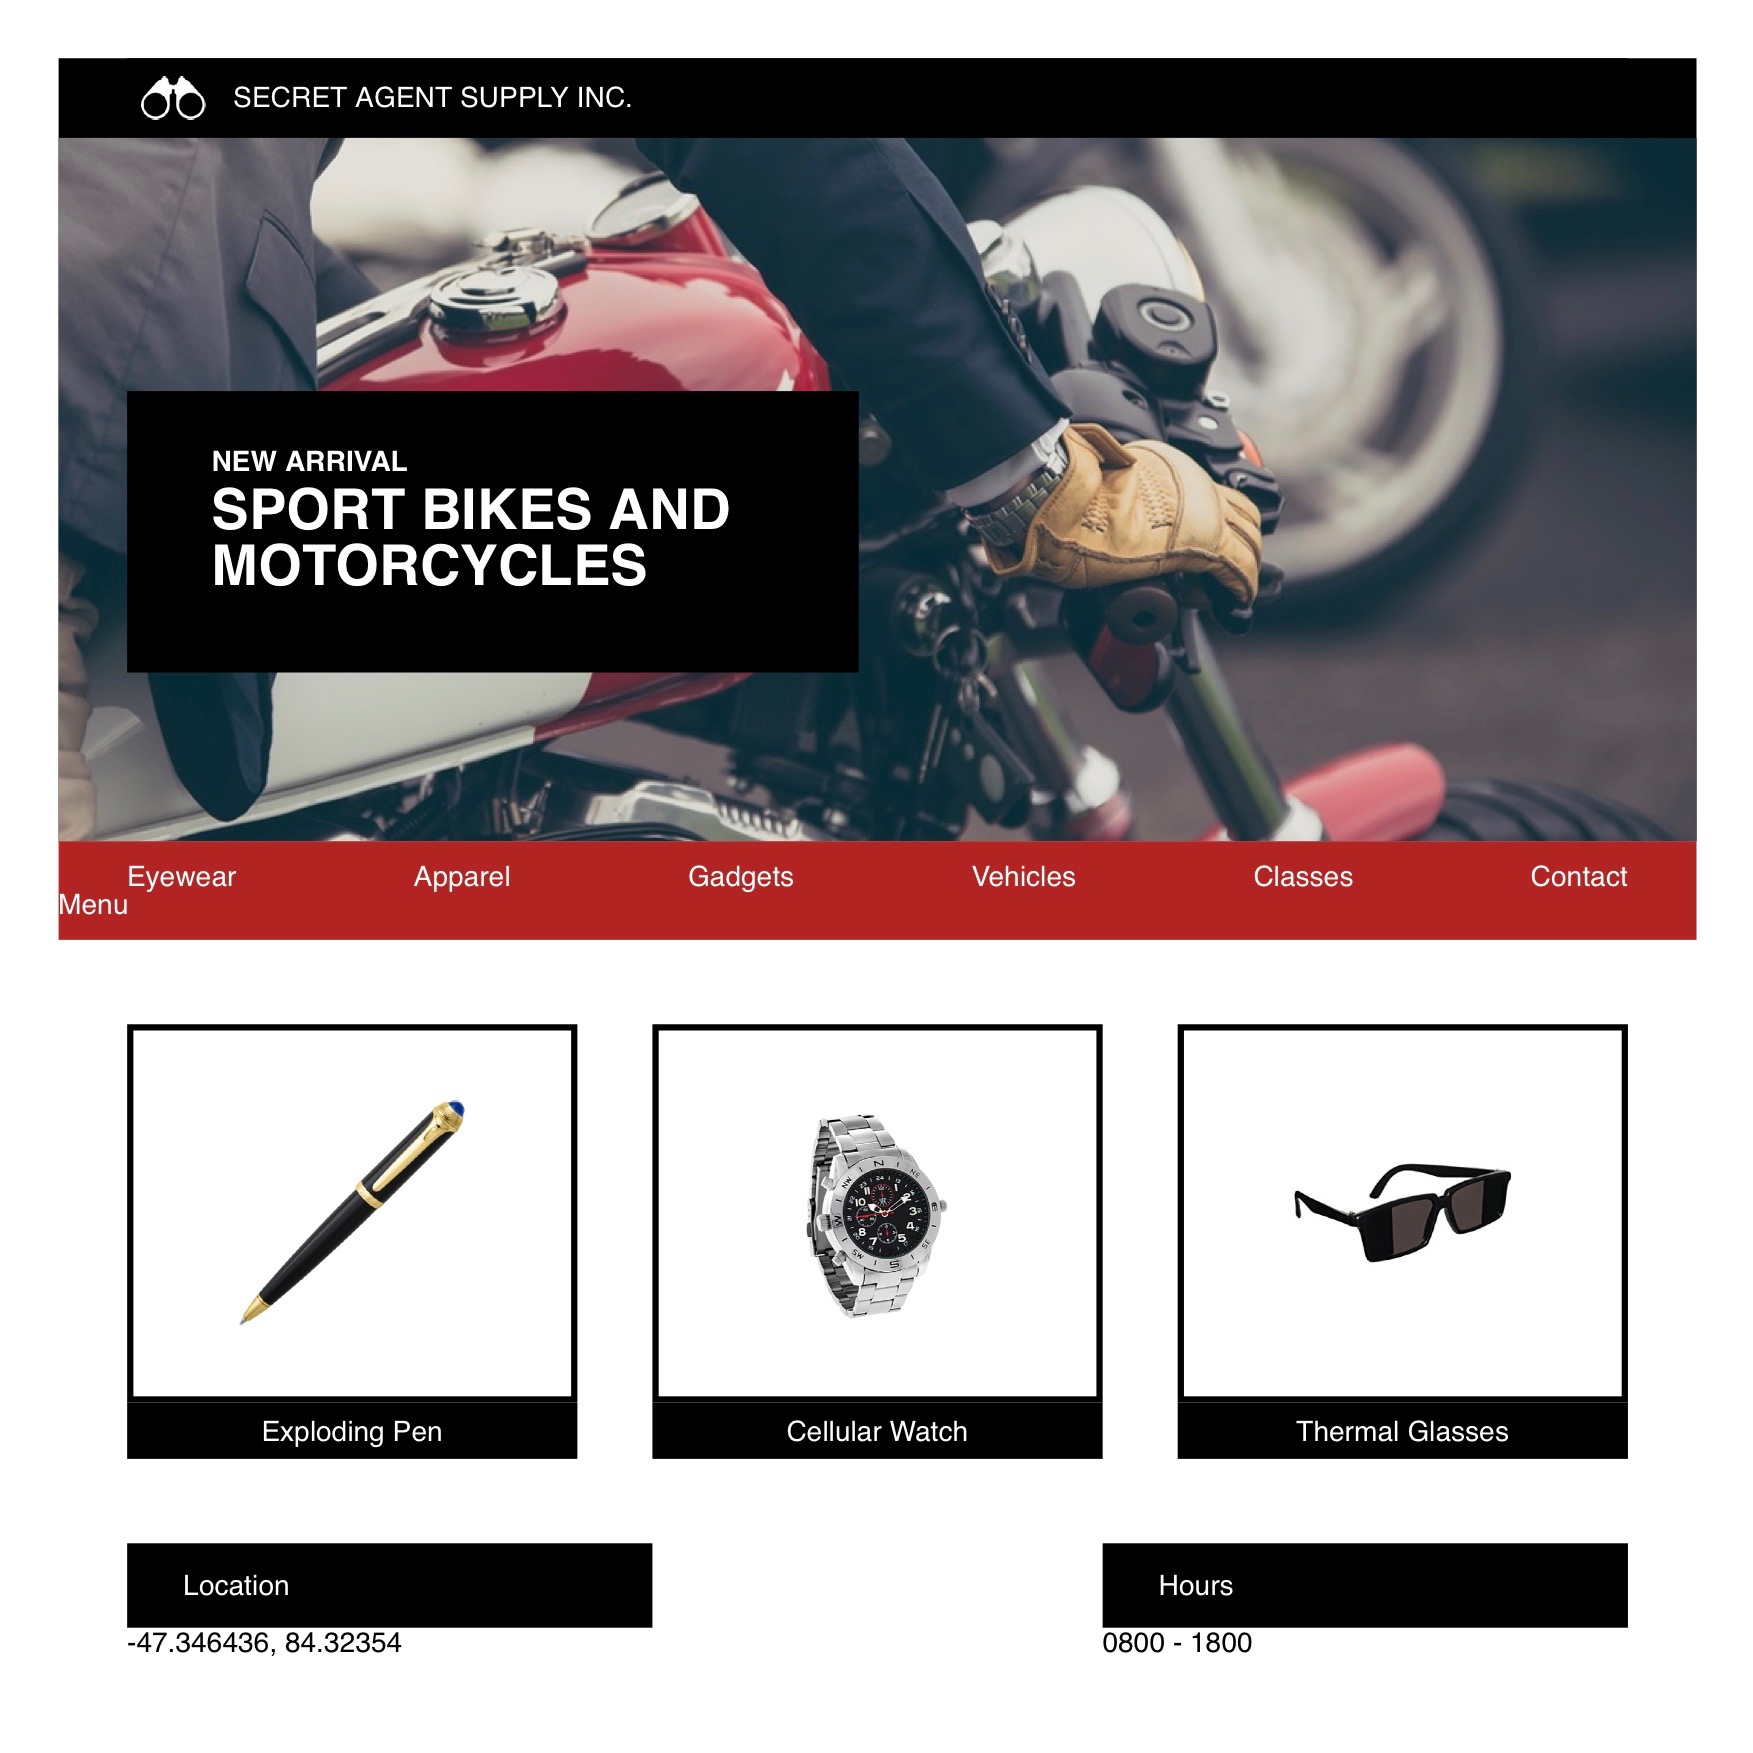 SECRET AGENT SUPPLY INC.
NEW ARRIVAL
SPORT BIKES AND
MOTORCYCLES
Eyewear Apparel Gadgets Vehicles Classes Contact
Menu
Exploding Pen
Cellular Watch
Thermal Glasses
Location
-47.346436, 84.32354
Hours
0800 - 1800